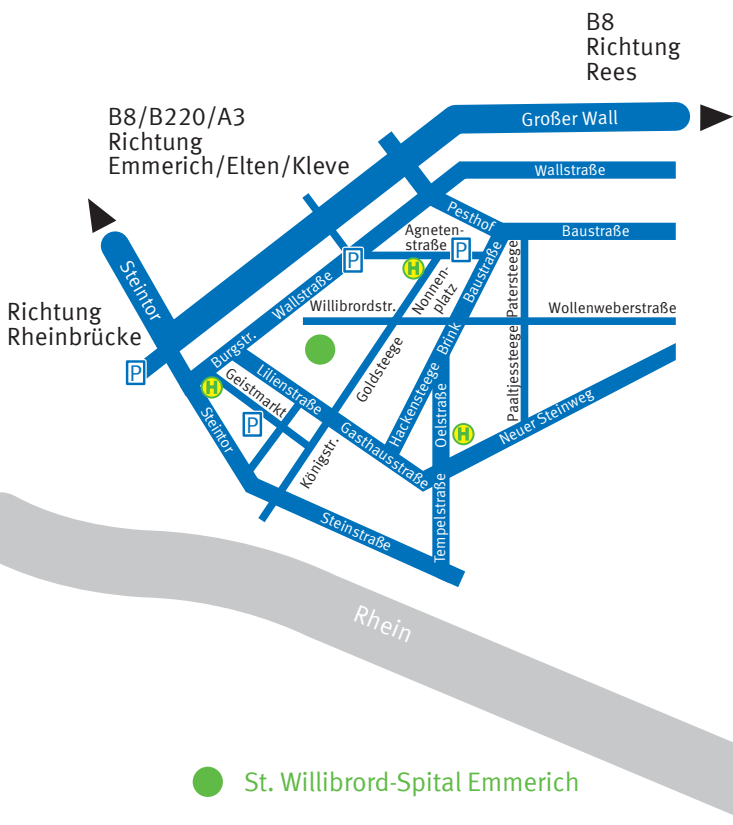 B8
Richtung
Rees
B8/B220/A3
Richtung
Emmerich/Elten/Kleve
Großer Wall
Wallstraße
Pesthof
Baustraße
Agneten-
straße
P
P
H
Steintor
Wallstraße
Nonnen-
platz
Baustraße
Patersteege
Richtung
Rheinbrücke
Willibrordstr.
Wollenweberstraße
Burgstr.
Brink
P
H
Geistmarkt
Lilienstraße
Goldsteege
Paaltjessteege
Steintor
P
Hackensteege
Oelstraße
H
Neuer Steinweg
Gasthausstraße
Königstr.
Steinstraße
Tempelstraße
Rhein
St. Willibrord-Spital Emmerich